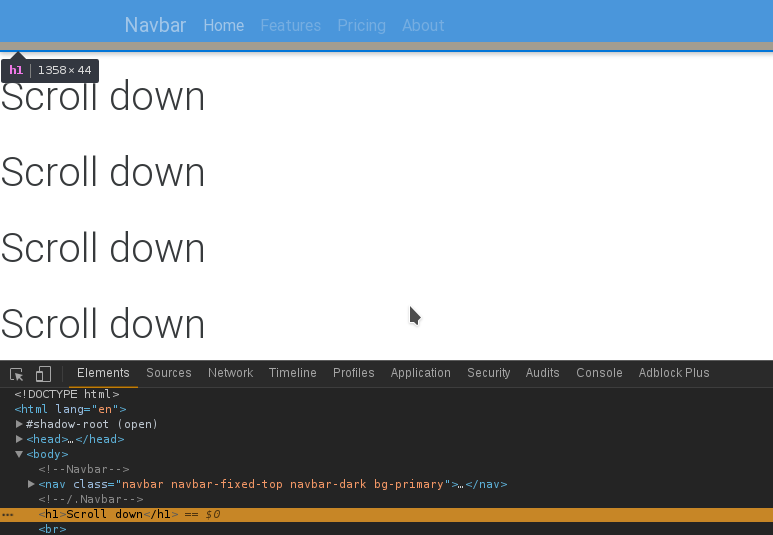 Navbar Home Features Pricing About
h1 | 1358×44
Scroll down
Scroll down
Scroll down
Scroll down
Elements Sources Network Timeline Profiles Application Security Audits Console Adblock Plus
<!DOCTYPE html>
<html lang="en">
▶#shadow-root (open)
▶<head>…</head>
▼<body>
<!--Navbar-->
▶<nav class="navbar navbar-fixed-top navbar-dark bg-primary">…</nav>
<!--/.Navbar-->
…<h1>Scroll down</h1> == $0
<br>